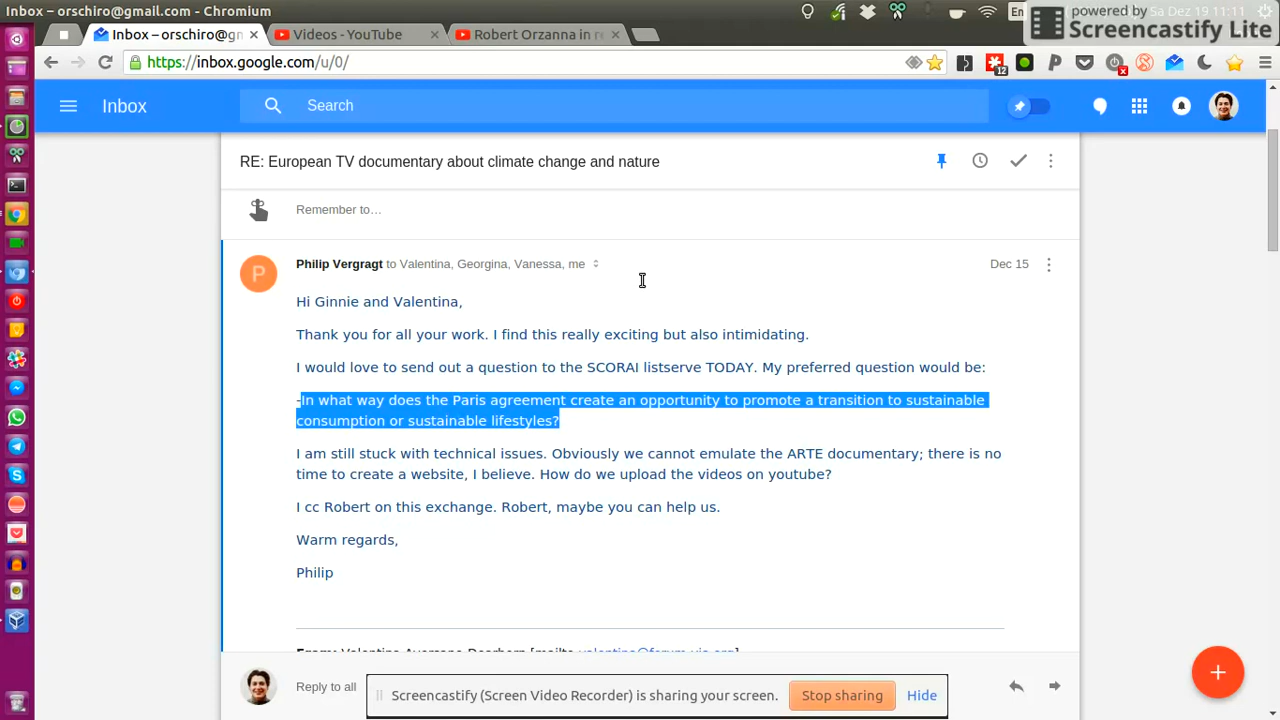 Inbox - orschiro@gmail.com - Chromium
En
Sa Dez 19 11:11
powered by
Screencastify Lite
Inbox – orschiro@gn
Videos - YouTube
Robert Orzanna in re
https://inbox.google.com/u/0/
12
Inbox
Search
RE: European TV documentary about climate change and nature
Remember to…
P
Philip Vergragt to Valentina, Georgina, Vanessa, me
Dec 15
Hi Ginnie and Valentina,
Thank you for all your work. I find this really exciting but also intimidating.
I would love to send out a question to the SCORAI listserve TODAY. My preferred question would be:
-In what way does the Paris agreement create an opportunity to promote a transition to sustainable
consumption or sustainable lifestyles?
I am still stuck with technical issues. Obviously we cannot emulate the ARTE documentary; there is no
time to create a website, I believe. How do we upload the videos on youtube?
I cc Robert on this exchange. Robert, maybe you can help us.
Warm regards,
Philip
Reply to all
Screencastify (Screen Video Recorder) is sharing your screen.
Stop sharing
Hide